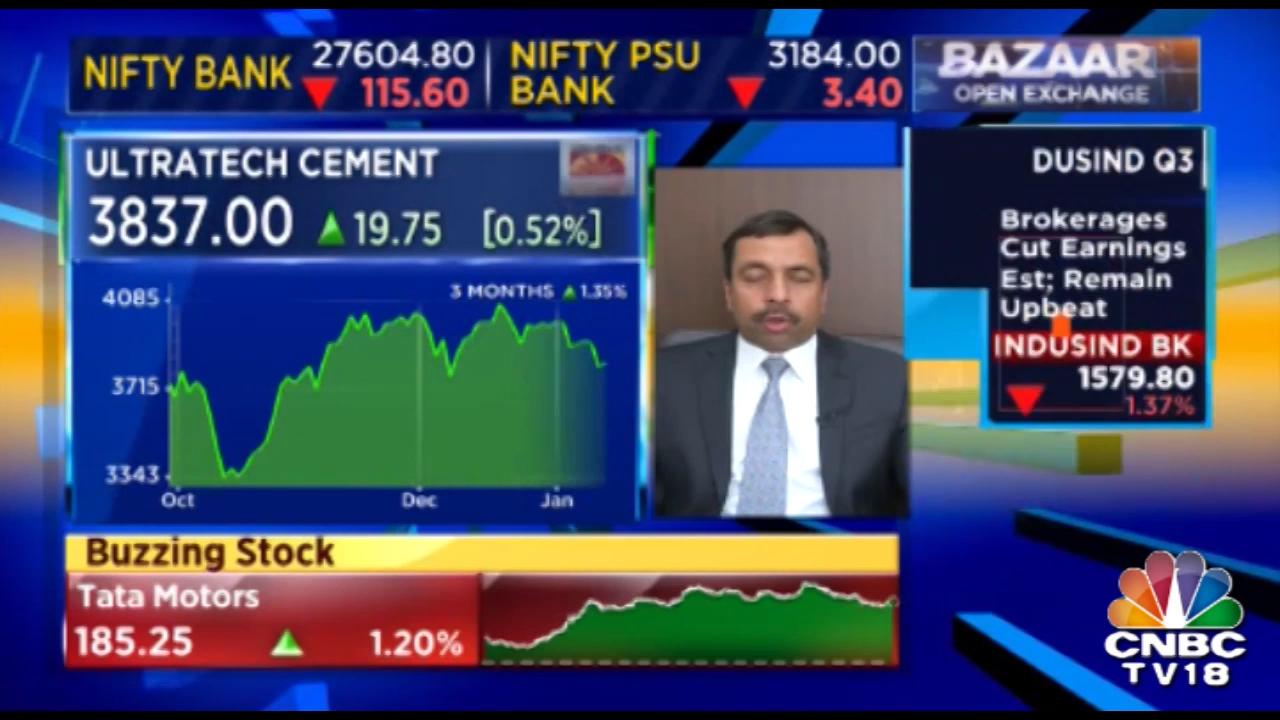 NIFTY BANK
27604.80
115.60
NIFTY PSU
BANK
3184.00
3.40
BAZAAR
OPEN EXCHANGE
ULTRATECH CEMENT
3837.00 19.75 [0.52%]
3 MONTHS 1.35%
4085
3715
3343
Oct Dec Jan
DUSIND Q3
Brokerages
Cut Earnings
Est; Remain
Upbeat
INDUSIND BK
1579.80
1.37%
Buzzing Stock
Tata Motors
185.25 1.20%
CNBC
TV18